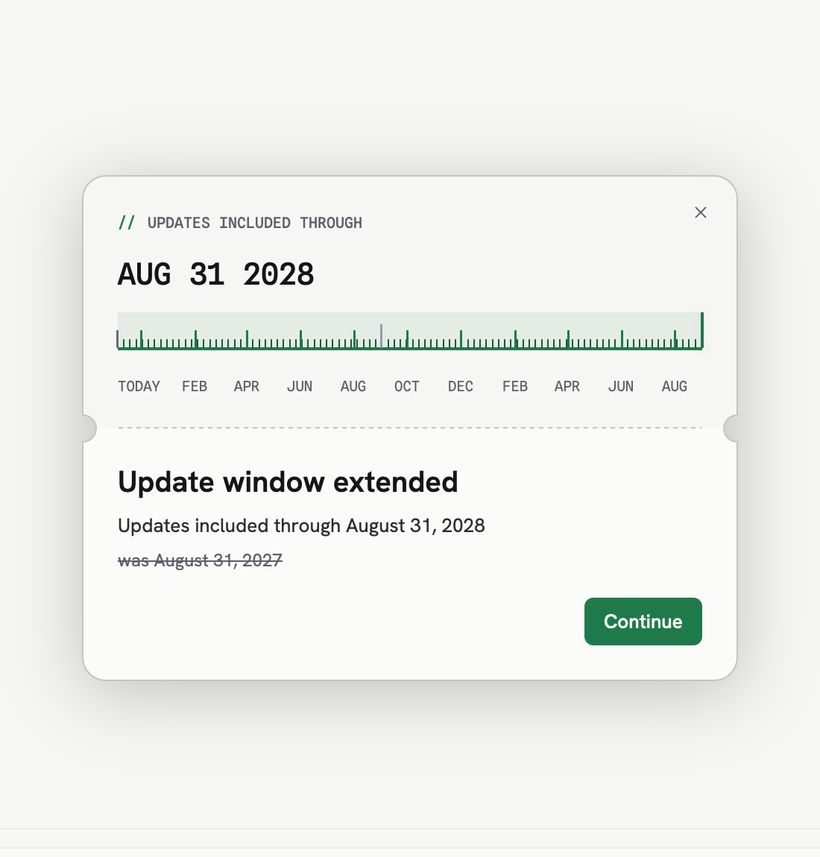 // UPDATES INCLUDED THROUGH
AUG 31 2028
TODAY FEB APR JUN AUG OCT DEC FEB APR JUN AUG
Update window extended
Updates included through August 31, 2028
was August 31, 2027
Continue